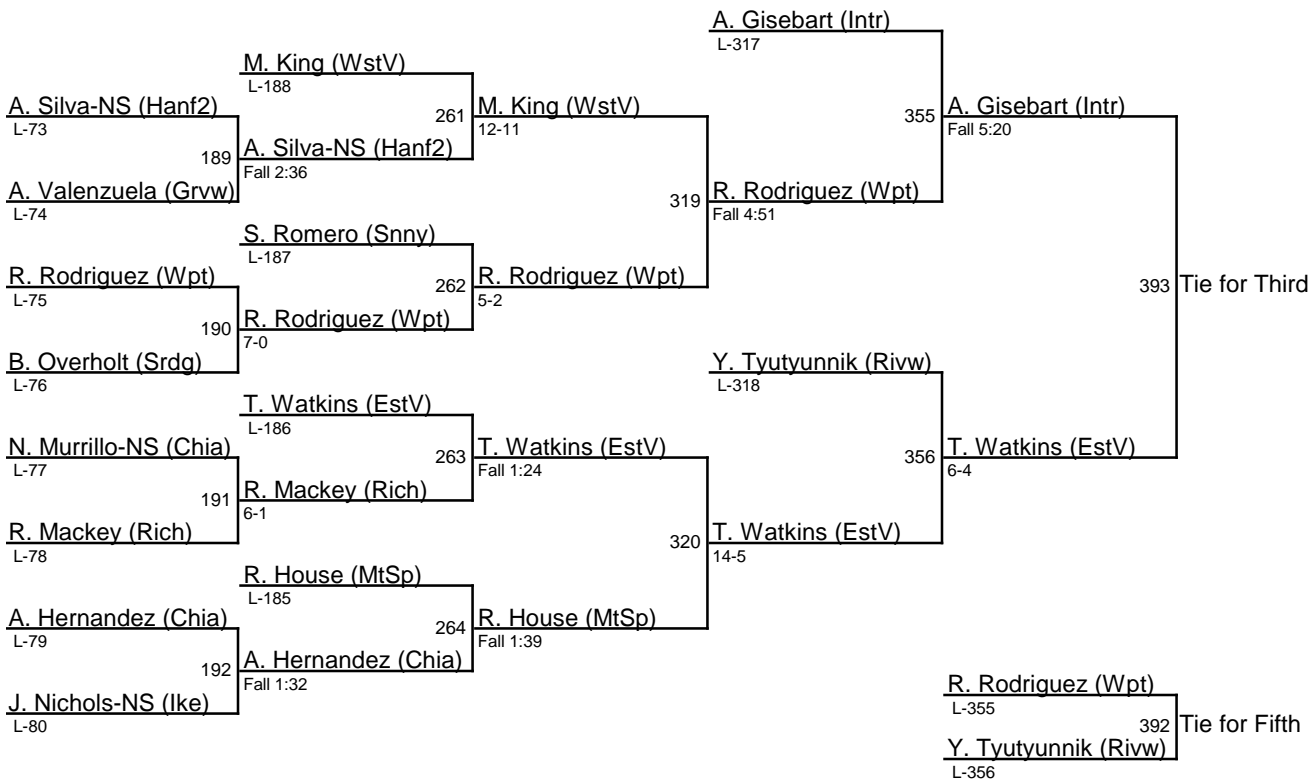 A. Gisebart (Intr)
L-317
M. King (WstV)
L-188
A. Silva-NS (Hanf2)
L-73
261
M. King (WstV)
12-11
355
A. Gisebart (Intr)
Fall 5:20
189
A. Silva-NS (Hanf2)
Fall 2:36
A. Valenzuela (Grvw)
L-74
319
R. Rodriguez (Wpt)
Fall 4:51
S. Romero (Snny)
L-187
R. Rodriguez (Wpt)
L-75
262
R. Rodriguez (Wpt)
5-2
393
Tie for Third
190
R. Rodriguez (Wpt)
7-0
B. Overholt (Srdg)
L-76
Y. Tyutyunnik (Rivw)
L-318
T. Watkins (EstV)
L-186
N. Murrillo-NS (Chia)
L-77
263
T. Watkins (EstV)
Fall 1:24
356
T. Watkins (EstV)
6-4
191
R. Mackey (Rich)
6-1
R. Mackey (Rich)
L-78
320
T. Watkins (EstV)
14-5
R. House (MtSp)
L-185
A. Hernandez (Chia)
L-79
264
R. House (MtSp)
Fall 1:39
192
A. Hernandez (Chia)
Fall 1:32
J. Nichols-NS (Ike)
L-80
R. Rodriguez (Wpt)
L-355
392
Tie for Fifth
Y. Tyutyunnik (Rivw)
L-356